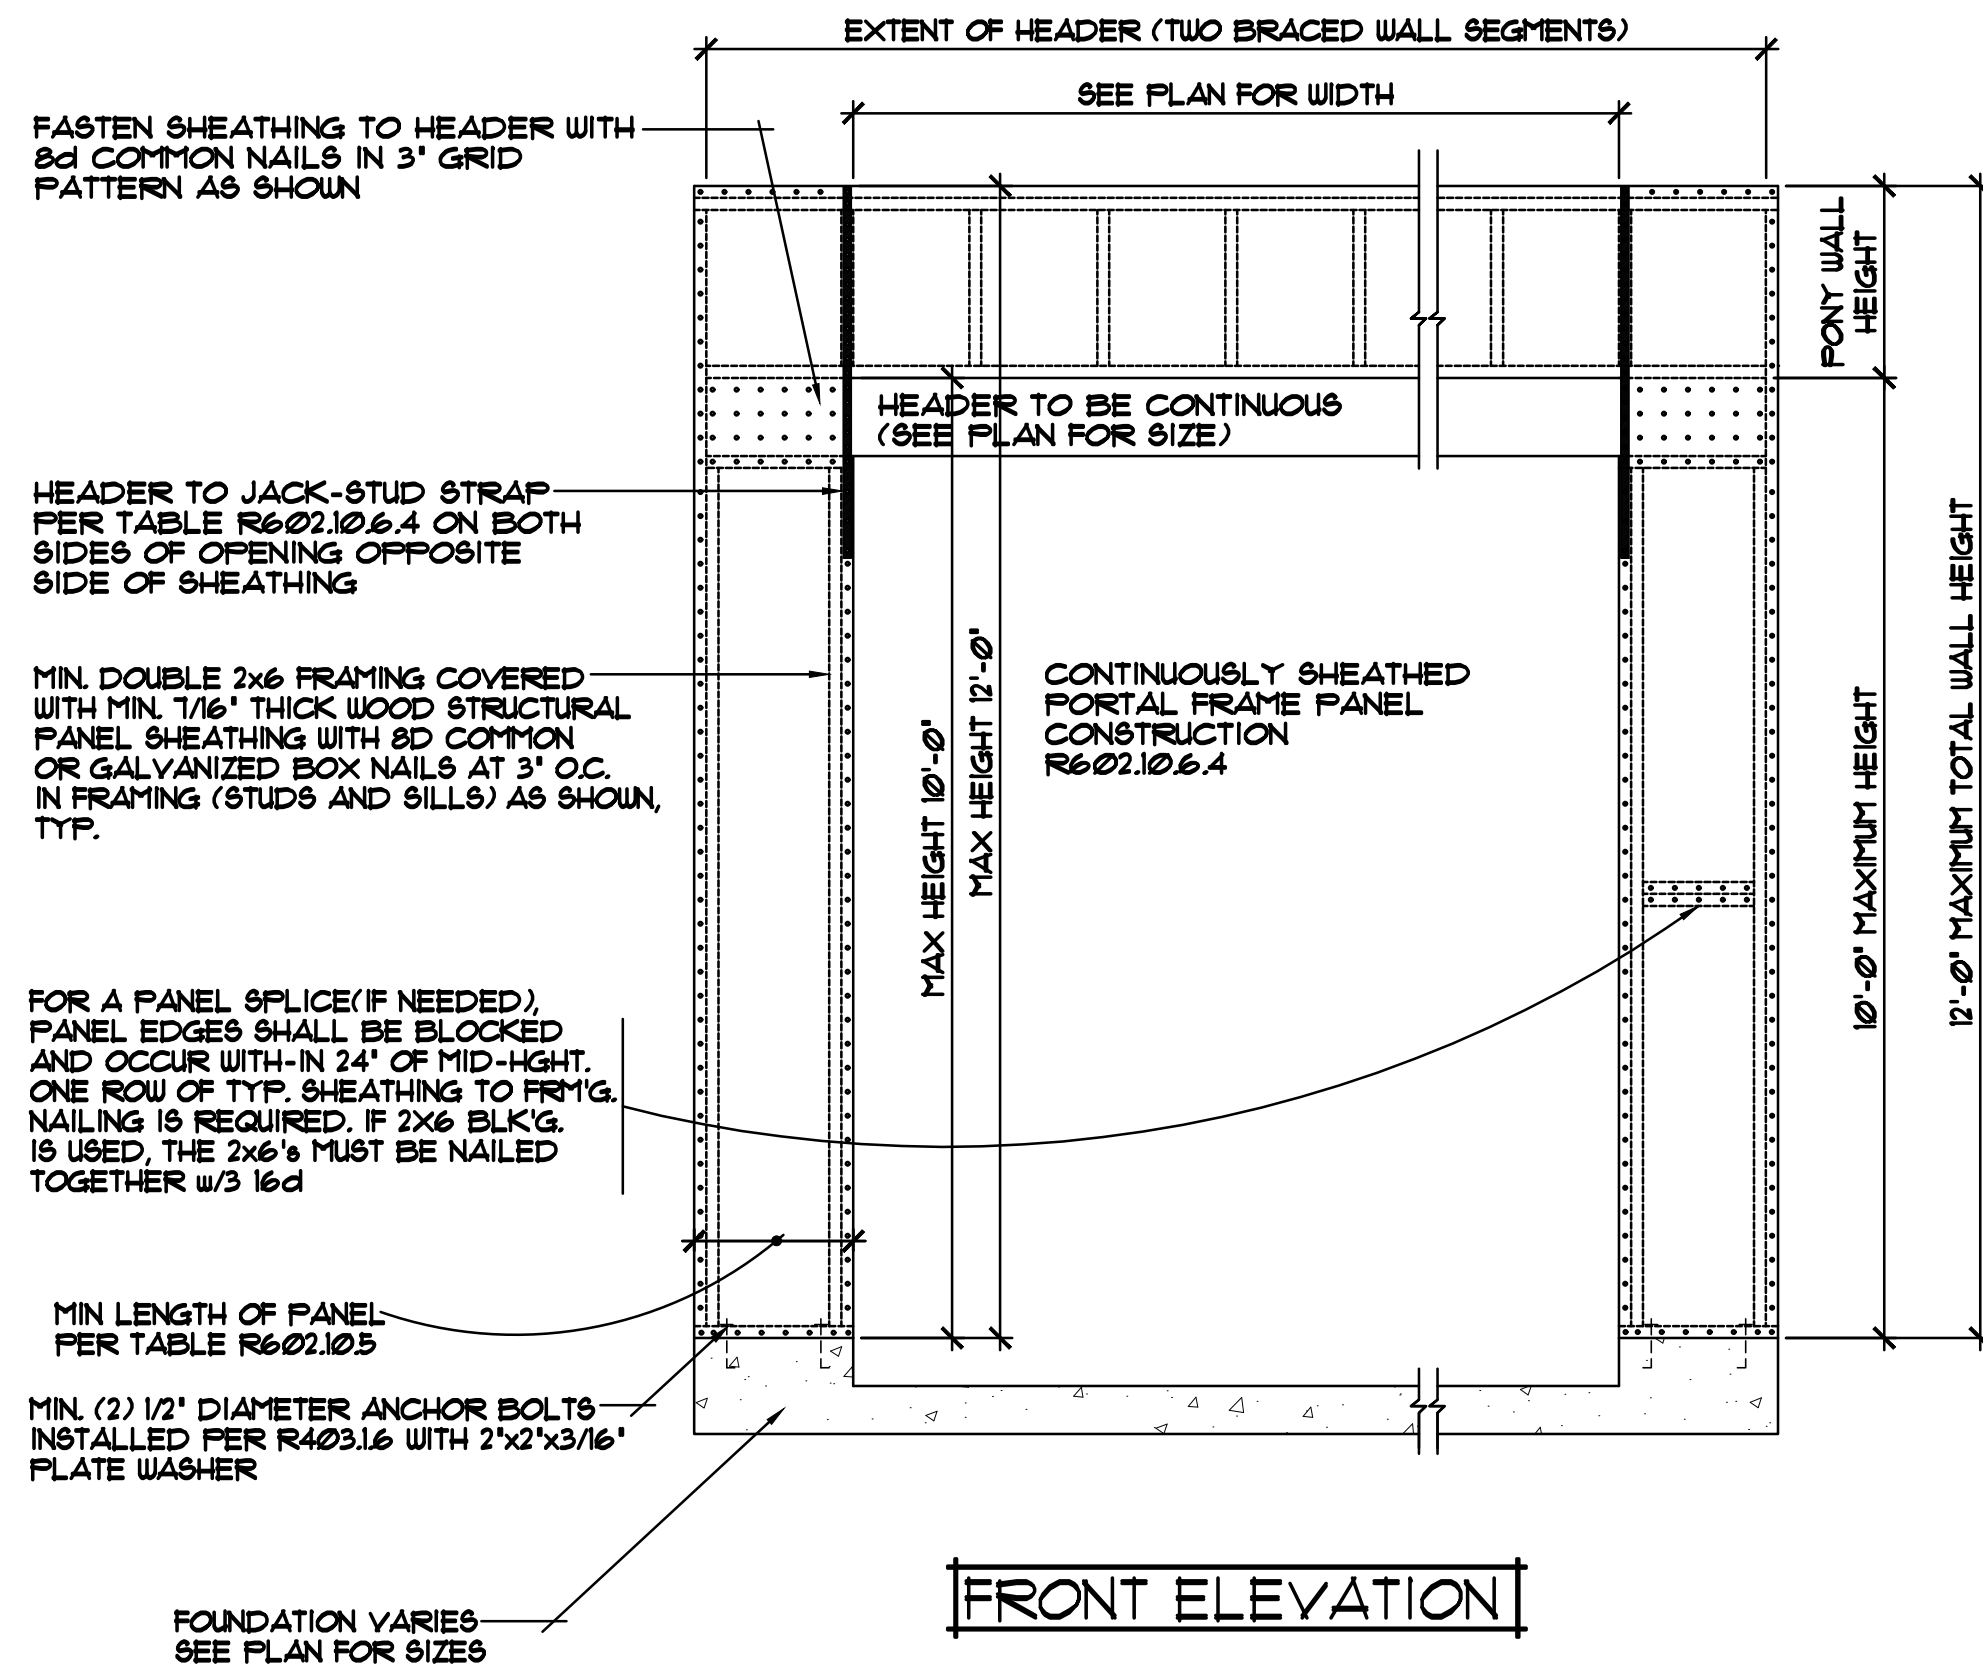 EXTENT OF HEADER (TWO BRACED WALL SEGMENTS)
SEE PLAN FOR WIDTH
FASTEN SHEATHING TO HEADER WITH
8d COMMON NAILS IN 3" GRID
PATTERN AS SHOWN
PONY WALL
HEIGHT
HEADER TO BE CONTINUOUS
(SEE PLAN FOR SIZE)
HEADER TO JACK-STUD STRAP
PER TABLE R602.10.6.4 ON BOTH
SIDES OF OPENING OPPOSITE
SIDE OF SHEATHING
MIN. DOUBLE 2x6 FRAMING COVERED
WITH MIN. 7/16" THICK WOOD STRUCTURAL
PANEL SHEATHING WITH 8D COMMON
OR GALVANIZED BOX NAILS AT 3" O.C.
IN FRAMING (STUDS AND SILLS) AS SHOWN,
TYP.
MAX HEIGHT 10'-0"
MAX HEIGHT 12'-0"
CONTINUOUSLY SHEATHED
PORTAL FRAME PANEL
CONSTRUCTION
R602.10.6.4
10'-0" MAXIMUM HEIGHT
12'-0" MAXIMUM TOTAL WALL HEIGHT
FOR A PANEL SPLICE(IF NEEDED),
PANEL EDGES SHALL BE BLOCKED
AND OCCUR WITH-IN 24" OF MID-HGHT.
ONE ROW OF TYP. SHEATHING TO FRM'G.
NAILING IS REQUIRED. IF 2X6 BLK'G.
IS USED, THE 2x6's MUST BE NAILED
TOGETHER w/3 16d
MIN LENGTH OF PANEL
PER TABLE R602.10.5
MIN. (2) 1/2" DIAMETER ANCHOR BOLTS
INSTALLED PER R403.1.6 WITH 2"x2"x3/16"
PLATE WASHER
FOUNDATION VARIES
SEE PLAN FOR SIZES
FRONT ELEVATION